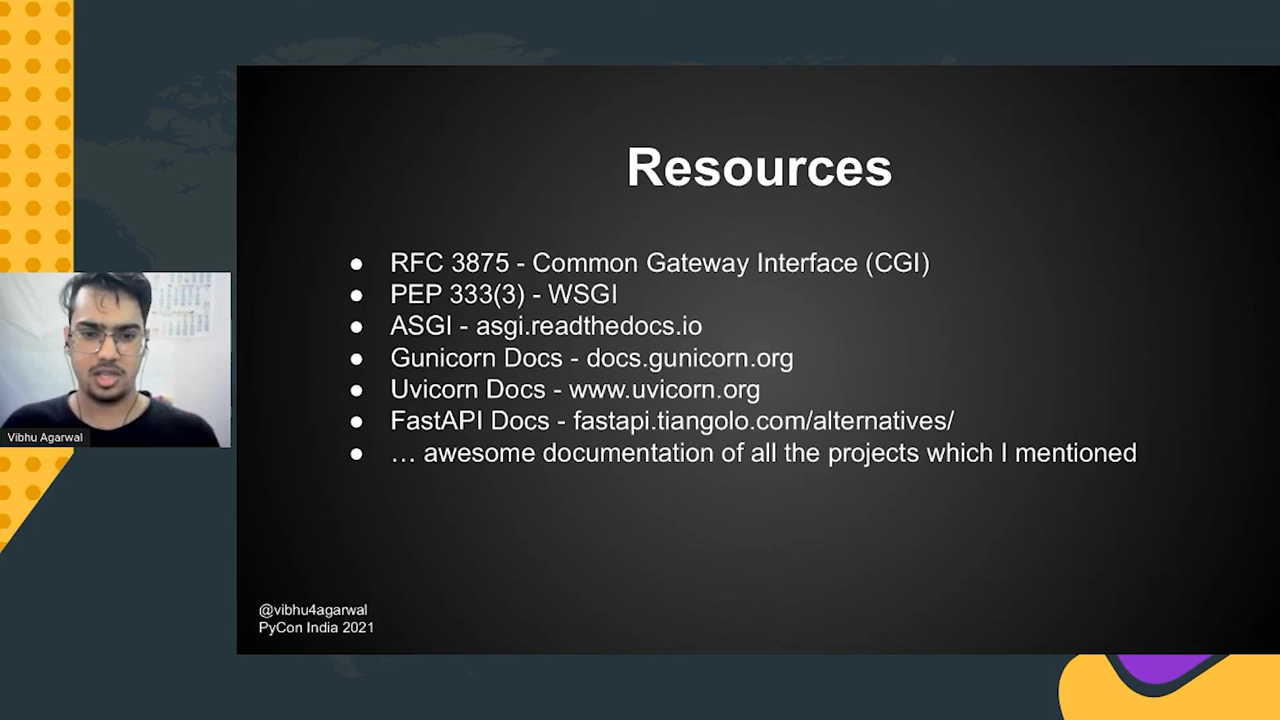 Resources
● RFC 3875 - Common Gateway Interface (CGI)
● PEP 333(3) - WSGI
● ASGI - asgi.readthedocs.io
● Gunicorn Docs - docs.gunicorn.org
● Uvicorn Docs - www.uvicorn.org
● FastAPI Docs - fastapi.tiangolo.com/alternatives/
● … awesome documentation of all the projects which I mentioned
Vibhu Agarwal
@vibhu4agarwal
PyCon India 2021